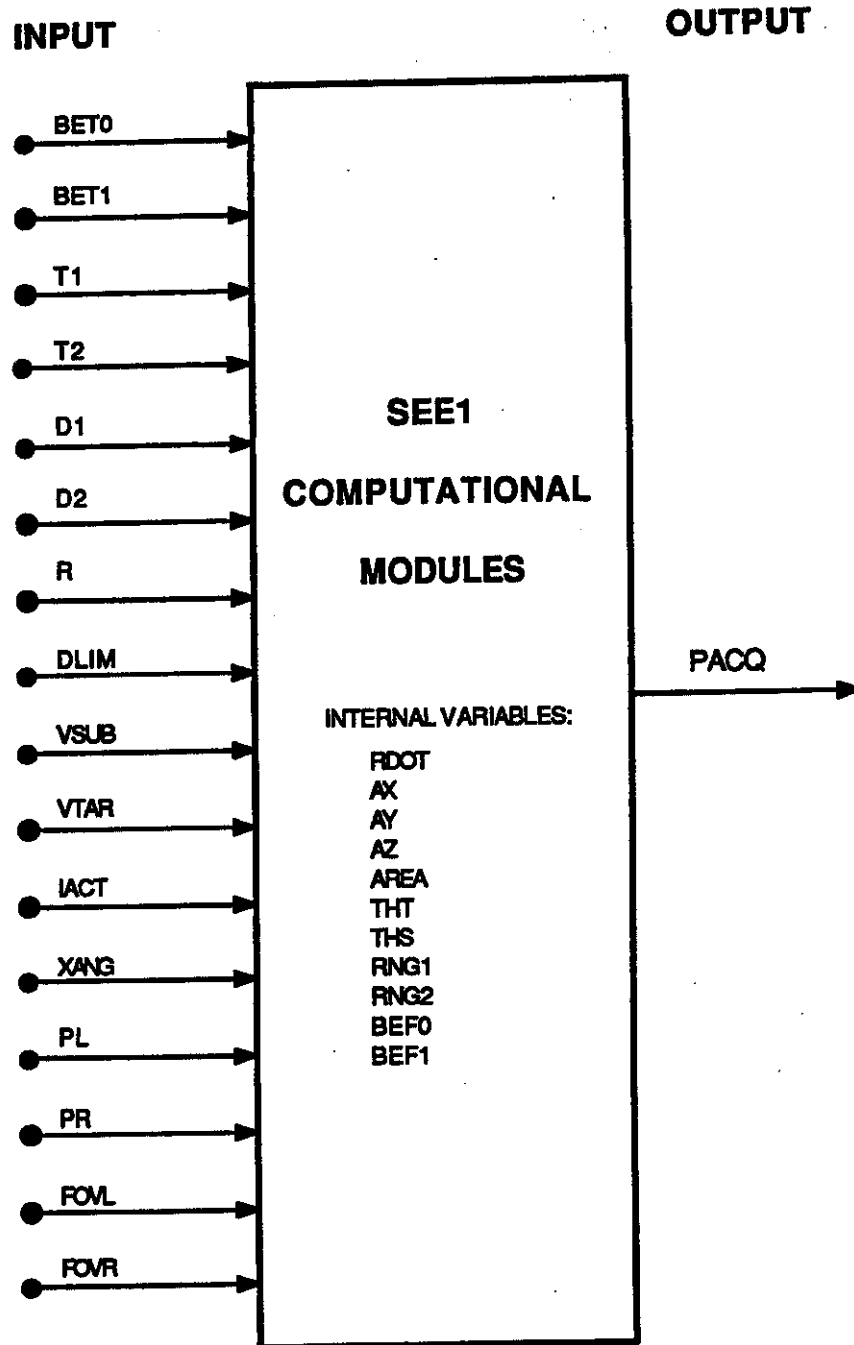 INPUT
OUTPUT
BET0
BET1
T1
T2
D1
D2
R
DLIM
VSUB
VTAR
IACT
XANG
PL
PR
FOVL
FOVR
SEE1
COMPUTATIONAL
MODULES
INTERNAL VARIABLES:
RDOT
AX
AY
AZ
AREA
THT
THS
RNG1
RNG2
BEF0
BEF1
PACQ